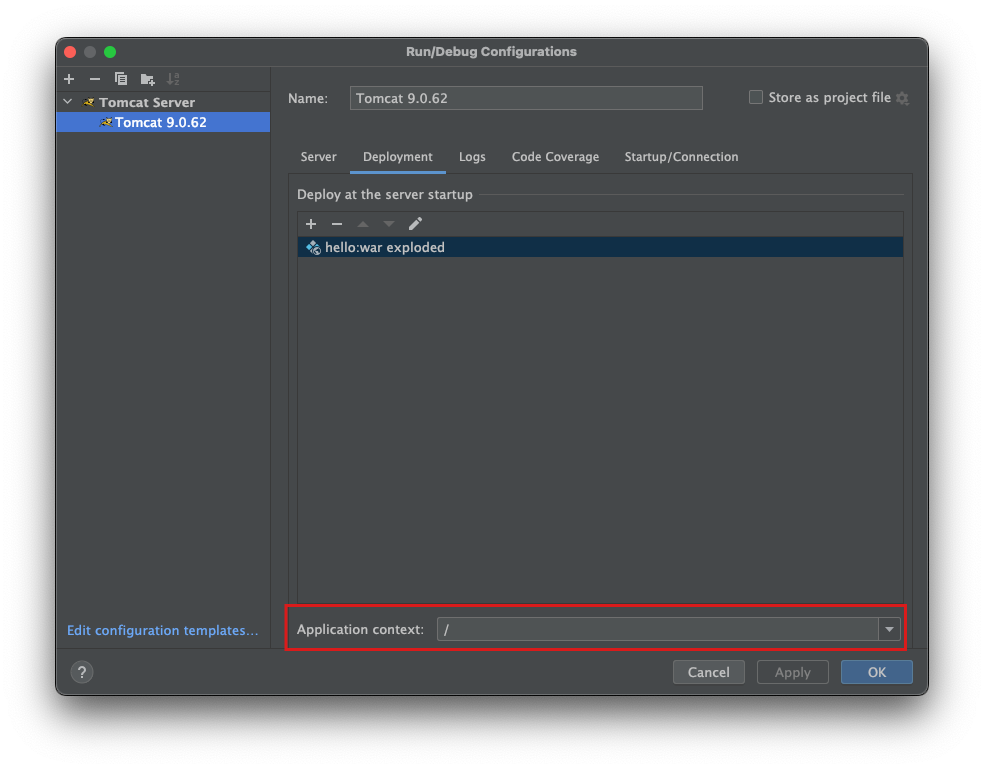 Run/Debug Configurations
Tomcat Server
Tomcat 9.0.62
Name: Tomcat 9.0.62 Store as project file
Server Deployment Logs Code Coverage Startup/Connection
Deploy at the server startup
hello:war exploded
Application context: /
Edit configuration templates...
? Cancel Apply OK